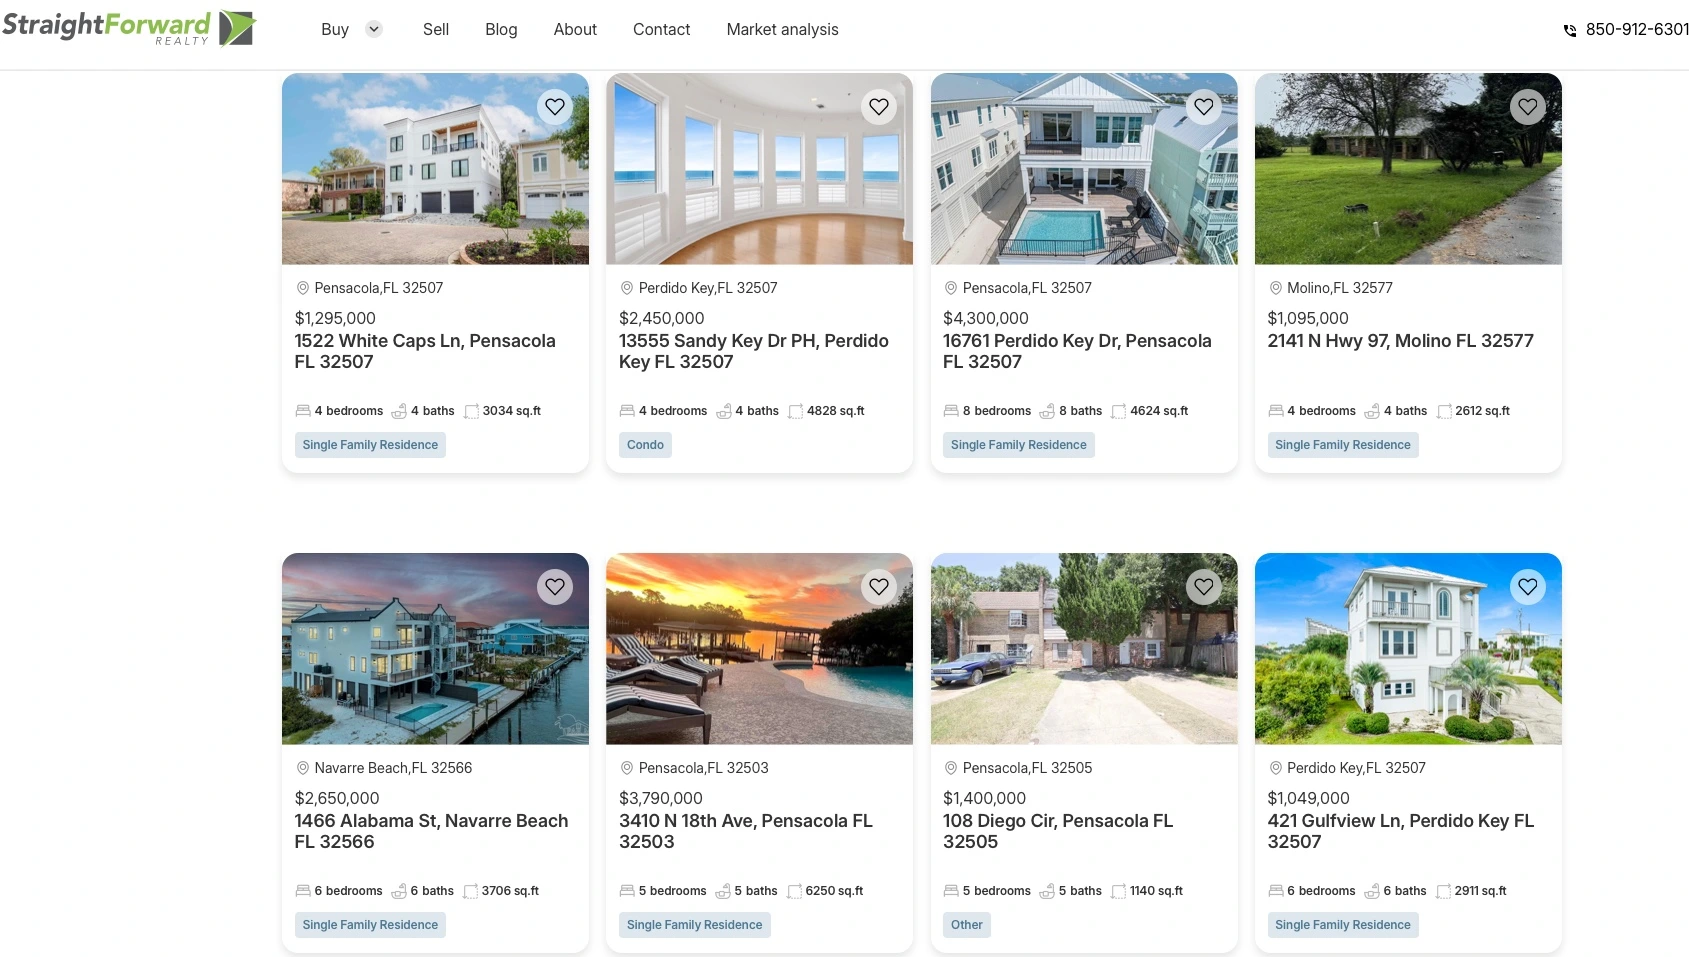 StraightForward
REALTY
Buy
Sell
Blog
About
Contact
Market analysis
850-912-6301
Pensacola,FL 32507
$1,295,000
1522 White Caps Ln, Pensacola
FL 32507
4 bedrooms 4 baths 3034 sq.ft
Single Family Residence
Perdido Key,FL 32507
$2,450,000
13555 Sandy Key Dr PH, Perdido
Key FL 32507
4 bedrooms 4 baths 4828 sq.ft
Condo
Pensacola,FL 32507
$4,300,000
16761 Perdido Key Dr, Pensacola
FL 32507
8 bedrooms 8 baths 4624 sq.ft
Single Family Residence
Molino,FL 32577
$1,095,000
2141 N Hwy 97, Molino FL 32577
4 bedrooms 4 baths 2612 sq.ft
Single Family Residence
Navarre Beach,FL 32566
$2,650,000
1466 Alabama St, Navarre Beach
FL 32566
6 bedrooms 6 baths 3706 sq.ft
Single Family Residence
Pensacola,FL 32503
$3,790,000
3410 N 18th Ave, Pensacola FL
32503
5 bedrooms 5 baths 6250 sq.ft
Single Family Residence
Pensacola,FL 32505
$1,400,000
108 Diego Cir, Pensacola FL
32505
5 bedrooms 5 baths 1140 sq.ft
Other
Perdido Key,FL 32507
$1,049,000
421 Gulfview Ln, Perdido Key FL
32507
6 bedrooms 6 baths 2911 sq.ft
Single Family Residence